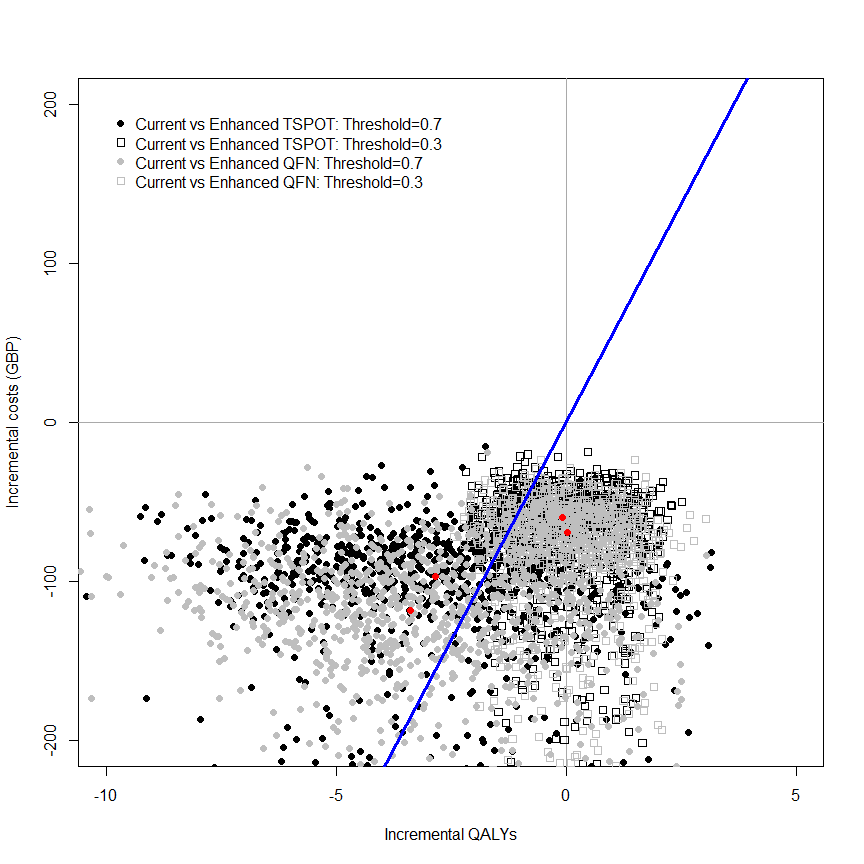 Current vs Enhanced TSPOT: Threshold=0.7
Current vs Enhanced TSPOT: Threshold=0.3
Current vs Enhanced QFN: Threshold=0.7
Current vs Enhanced QFN: Threshold=0.3
Incremental costs (GBP)
200
100
0
-100
-200
-10
-5
0
5
Incremental QALYs